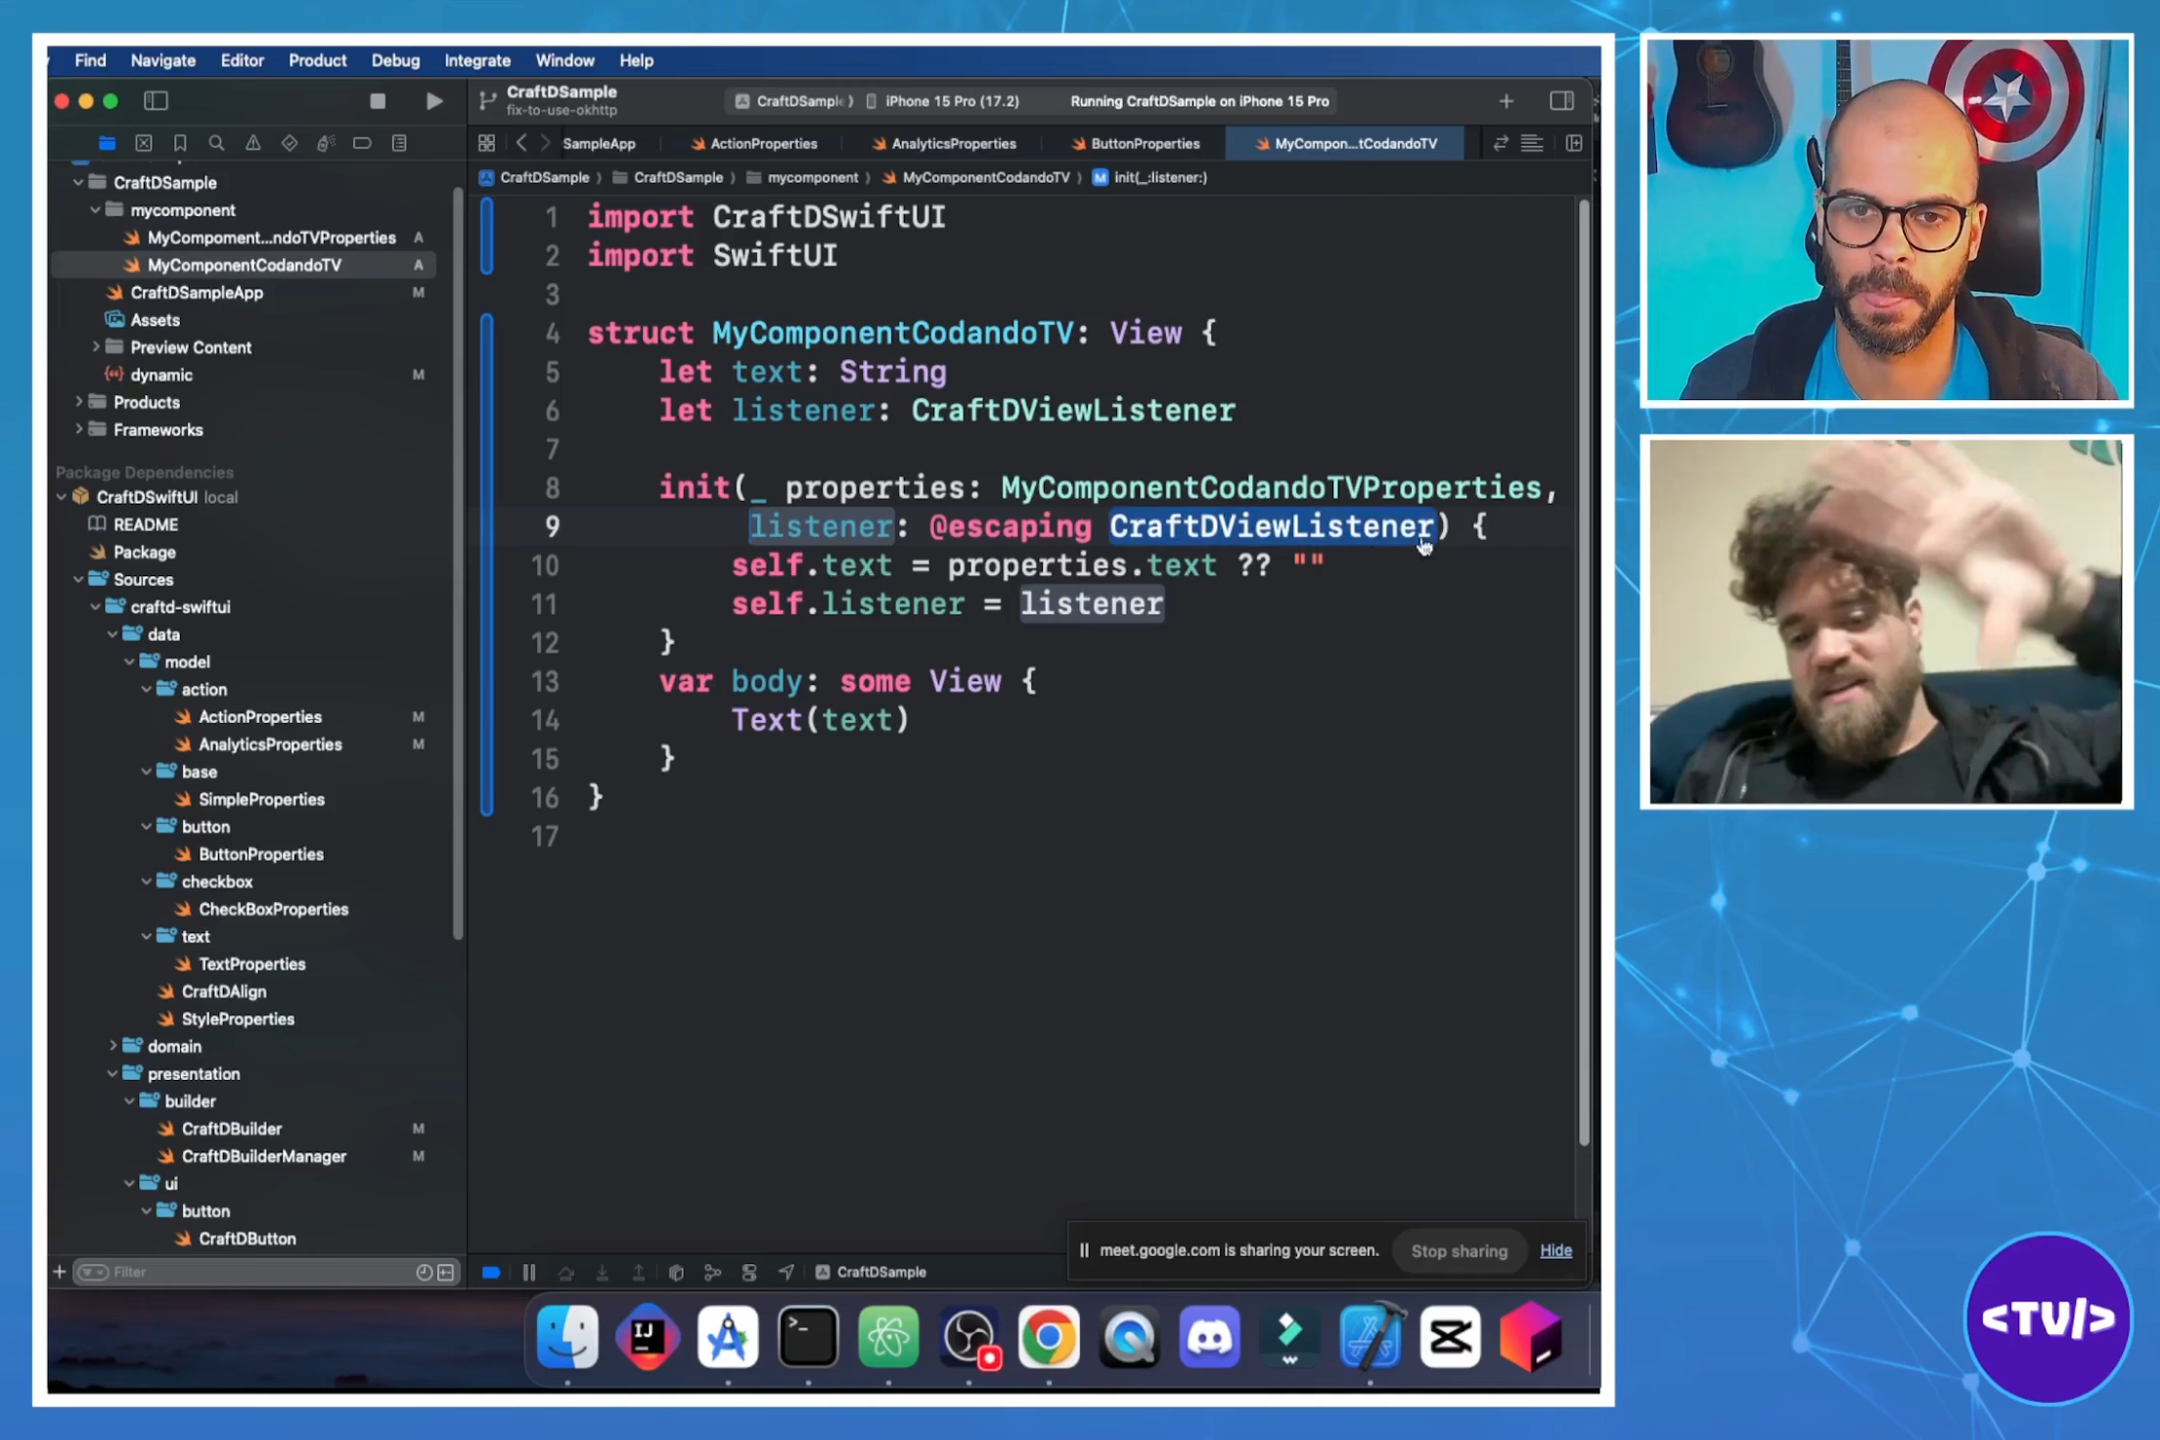 Find Navigate Editor Product Debug Integrate Window Help
CraftDSample
fix-to-use-okhttp
CraftDSample iPhone 15 Pro (17.2) Running CraftDSample on iPhone 15 Pro
SampleApp ActionProperties AnalyticsProperties ButtonProperties MyCompon...tCodandoTV
CraftDSample CraftDSample mycomponent MyComponentCodandoTV M init(_:listener:)
CraftDSample
mycomponent
MyCompoment...ndoTVProperties A
MyComponentCodandoTV A
CraftDSampleApp M
Assets
Preview Content
dynamic M
Products
Frameworks
Package Dependencies
CraftDSwiftUI local
README
Package
Sources
craftd-swiftui
data
model
action
ActionProperties M
AnalyticsProperties M
base
SimpleProperties
button
ButtonProperties
checkbox
CheckBoxProperties
text
TextProperties
CraftDAlign
StyleProperties
domain
presentation
builder
CraftDBuilder M
CraftDBuilderManager M
ui
button
CraftDButton
Filter
1 import CraftDSwiftUI
2 import SwiftUI
3
4 struct MyComponentCodandoTV: View {
5 let text: String
6 let listener: CraftDViewListener
7
8 init(_ properties: MyComponentCodandoTVProperties,
9 listener: @escaping CraftDViewListener) {
10 self.text = properties.text ?? ""
11 self.listener = listener
12 }
13 var body: some View {
14 Text(text)
15 }
16 }
17
meet.google.com is sharing your screen. Stop sharing Hide
CraftDSample
IJ
<TV/>